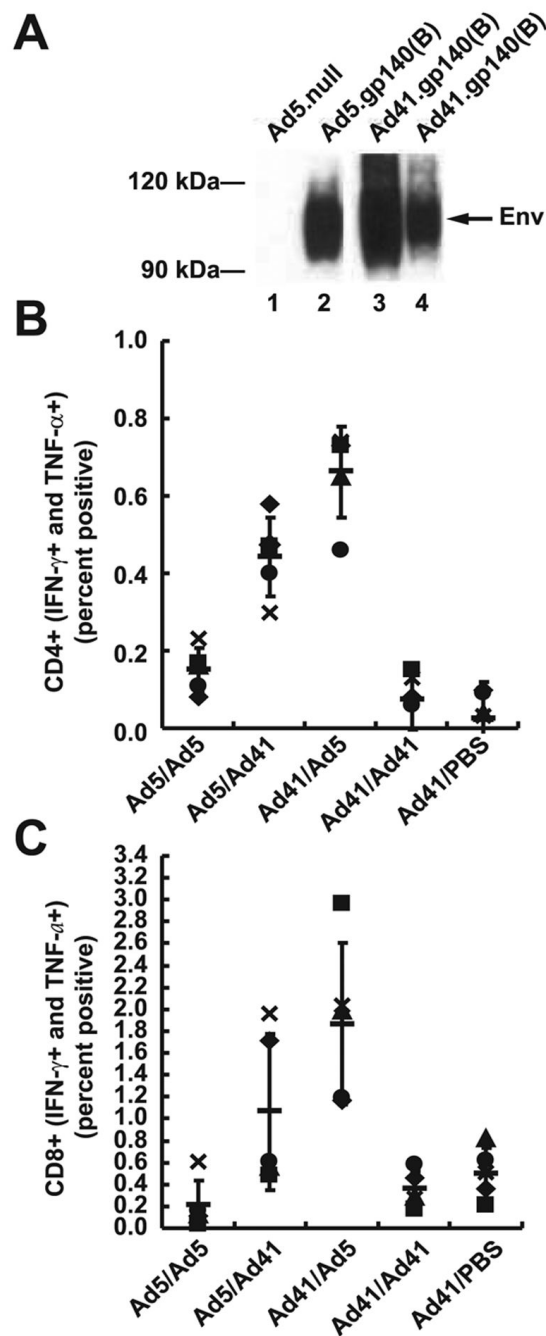 A
Ad5.null
Ad5.gp140(B)
Ad41.gp140(B)
Ad41.gp140(B)
120 kDa—
Env
90 kDa—
1 2 3 4
B
CD4+ (IFN-γ+ and TNF-α+)
(percent positive)
1.0
0.8
0.6
0.4
0.2
0.0
Ad5/Ad5
Ad5/Ad41
Ad41/Ad5
Ad41/Ad41
Ad41/PBS
C
CD8+ (IFN-γ+ and TNF-α+)
(percent positive)
3.4
3.0
2.8
2.6
2.4
2.2
2.0
1.8
1.6
1.4
1.2
1.0
0.8
0.6
0.4
0.2
0.0
Ad5/Ad5
Ad5/Ad41
Ad41/Ad5
Ad41/Ad41
Ad41/PBS